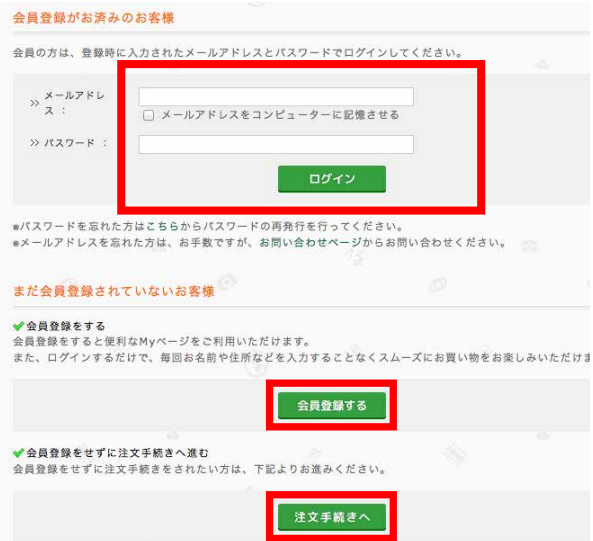 会員登録がお済みのお客様
会員の方は、登録時に入力されたメールアドレスとパスワードでログインしてください。
>> メールアドレ
ス :
メールアドレスをコンピューターに記憶させる
>> パスワード :
ログイン
※パスワードを忘れた方はこちらからパスワードの再発行を行ってください。
※メールアドレスを忘れた方は、お手数ですが、お問い合わせページからお問い合わせください。
まだ会員登録されていないお客様
会員登録をする
会員登録をすると便利なMyページをご利用いただけます。
また、ログインするだけで、毎回お名前や住所などを入力することなくスムーズにお買い物をお楽しみいただけま
会員登録する
会員登録をせずに注文手続きへ進む
会員登録をせずに注文手続きをされたい方は、下記よりお進みください。
注文手続きへ